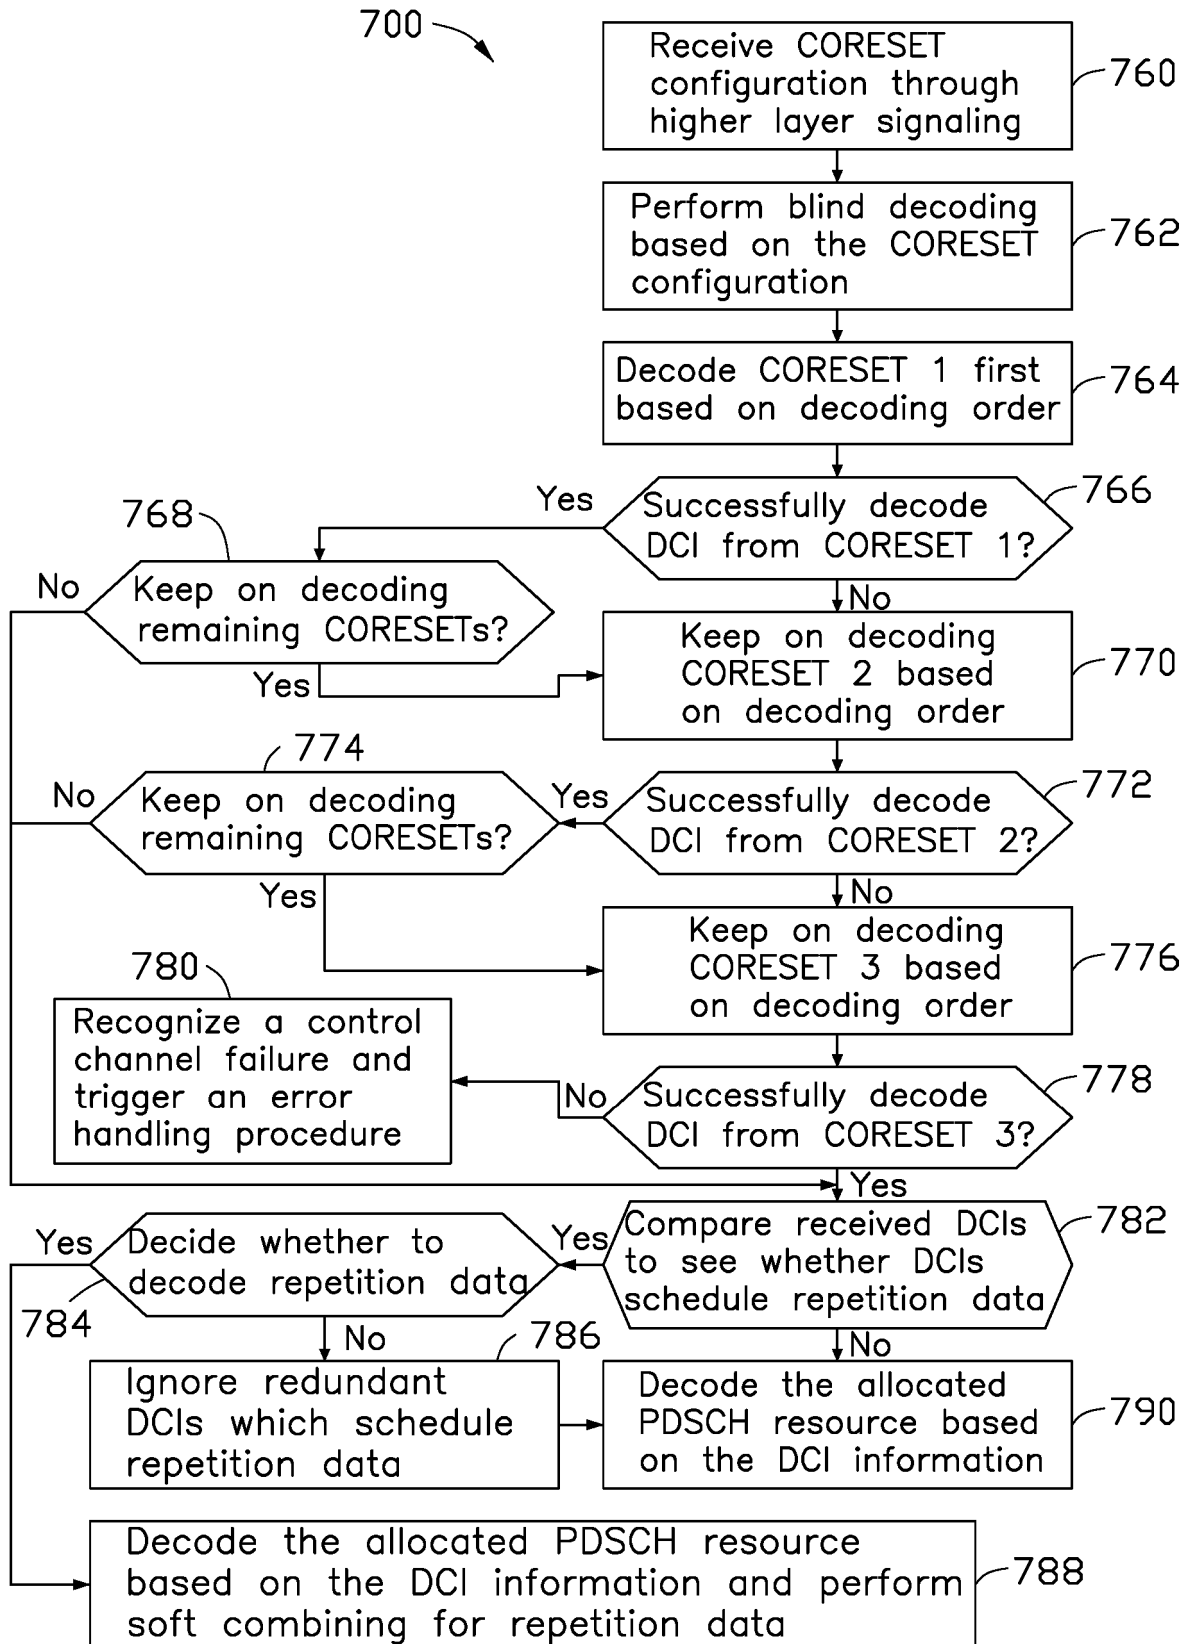 700
Receive CORESET
configuration through
higher layer signaling
760
Perform blind decoding
based on the CORESET
configuration
762
Decode CORESET 1 first
based on decoding order
764
Successfully decode
DCI from CORESET 1?
766
Yes
No
768
Keep on decoding
remaining CORESETs?
No
Yes
Keep on decoding
CORESET 2 based
on decoding order
770
774
Keep on decoding
remaining CORESETs?
No
Yes
Yes
Successfully decode
DCI from CORESET 2?
772
No
Keep on decoding
CORESET 3 based
on decoding order
776
780
Recognize a control
channel failure and
trigger an error
handling procedure
No
Successfully decode
DCI from CORESET 3?
778
Yes
Compare received DCIs
to see whether DCIs
schedule repetition data
782
Yes
No
Decide whether to
decode repetition data
784
Yes
No
786
Ignore redundant
DCIs which schedule
repetition data
Decode the allocated
PDSCH resource based
on the DCI information
790
Decode the allocated PDSCH resource
based on the DCI information and perform
soft combining for repetition data
788